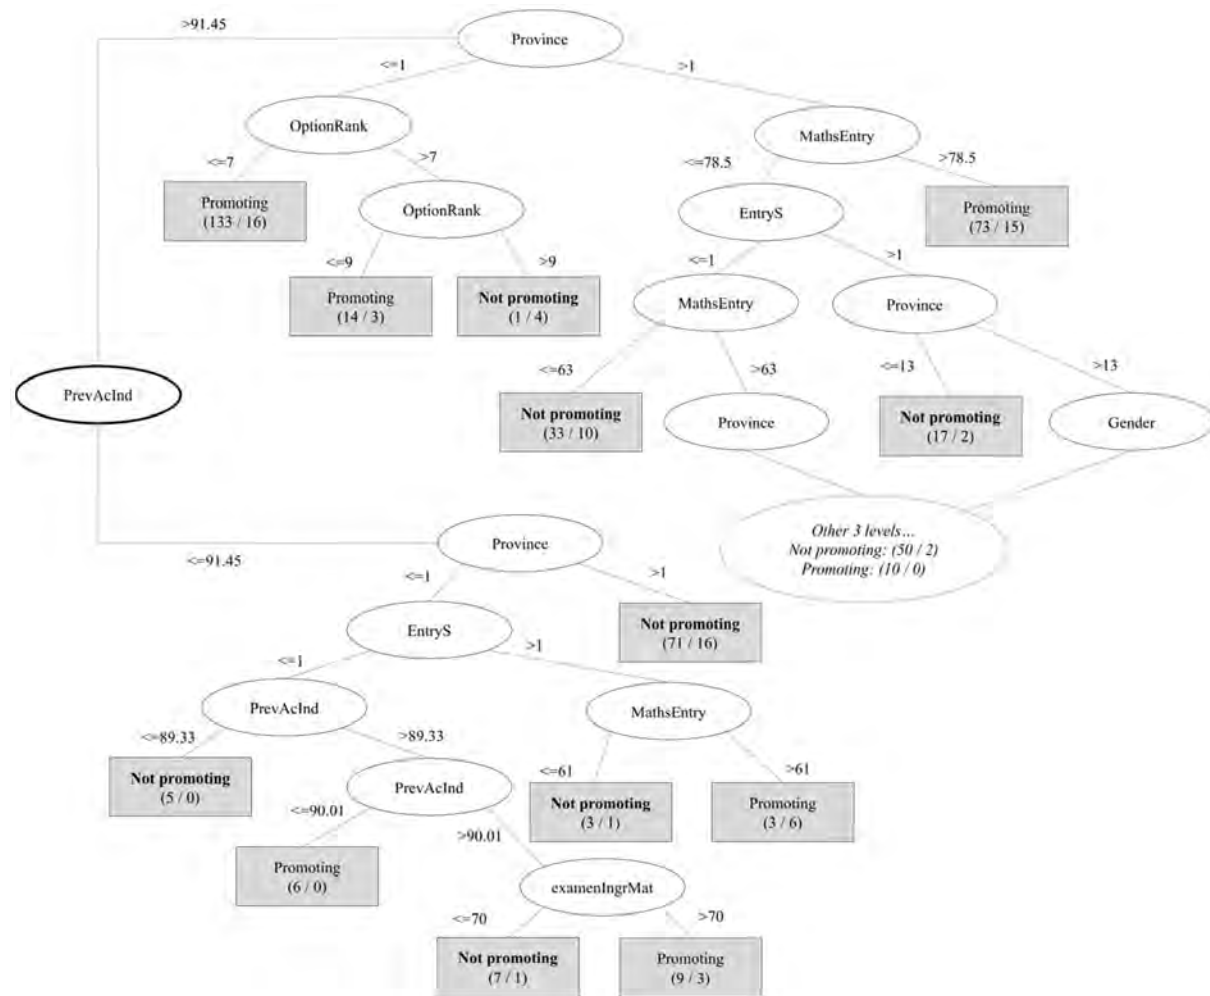 >91.45
Province
<=1
>1
OptionRank
MathsEntry
<=7
>7
<=78.5
>78.5
Promoting
(133 / 16)
OptionRank
EntryS
Promoting
(73 / 15)
<=9
>9
<=1
>1
Promoting
(14 / 3)
Not promoting
(1 / 4)
MathsEntry
Province
<=63
>63
<=13
>13
PrevAcInd
Not promoting
(33 / 10)
Province
Not promoting
(17 / 2)
Gender
Other 3 levels…
Not promoting: (50 / 2)
Promoting: (10 / 0)
<=91.45
Province
<=1
>1
EntryS
Not promoting
(71 / 16)
<=1
>1
PrevAcInd
MathsEntry
<=89.33
>89.33
<=61
>61
Not promoting
(5 / 0)
PrevAcInd
Not promoting
(3 / 1)
Promoting
(3 / 6)
<=90.01
>90.01
Promoting
(6 / 0)
examenIngrMat
<=70
>70
Not promoting
(7 / 1)
Promoting
(9 / 3)